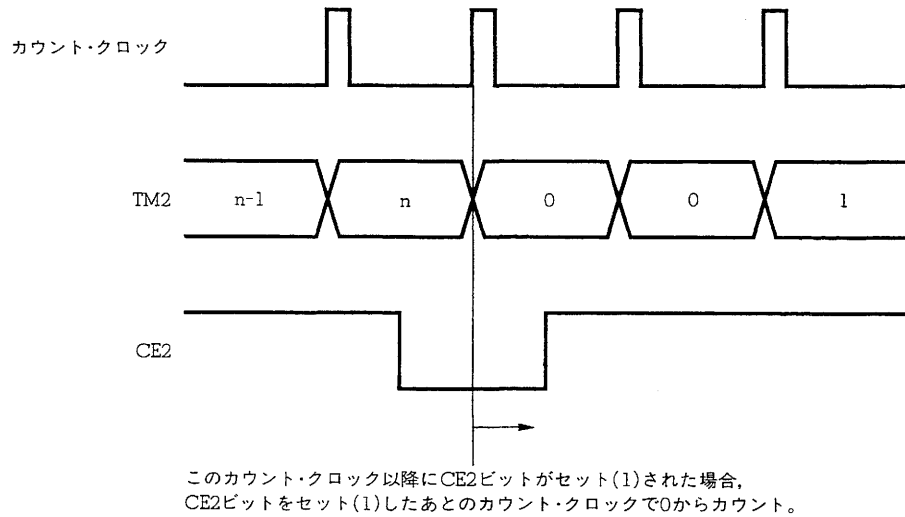 カウント・クロック
TM2
n-1
n
0
0
1
CE2
このカウント・クロック以降にCE2ビットがセット(1)された場合,
CE2ビットをセット(1)したあとのカウント・クロックで0からカウント。